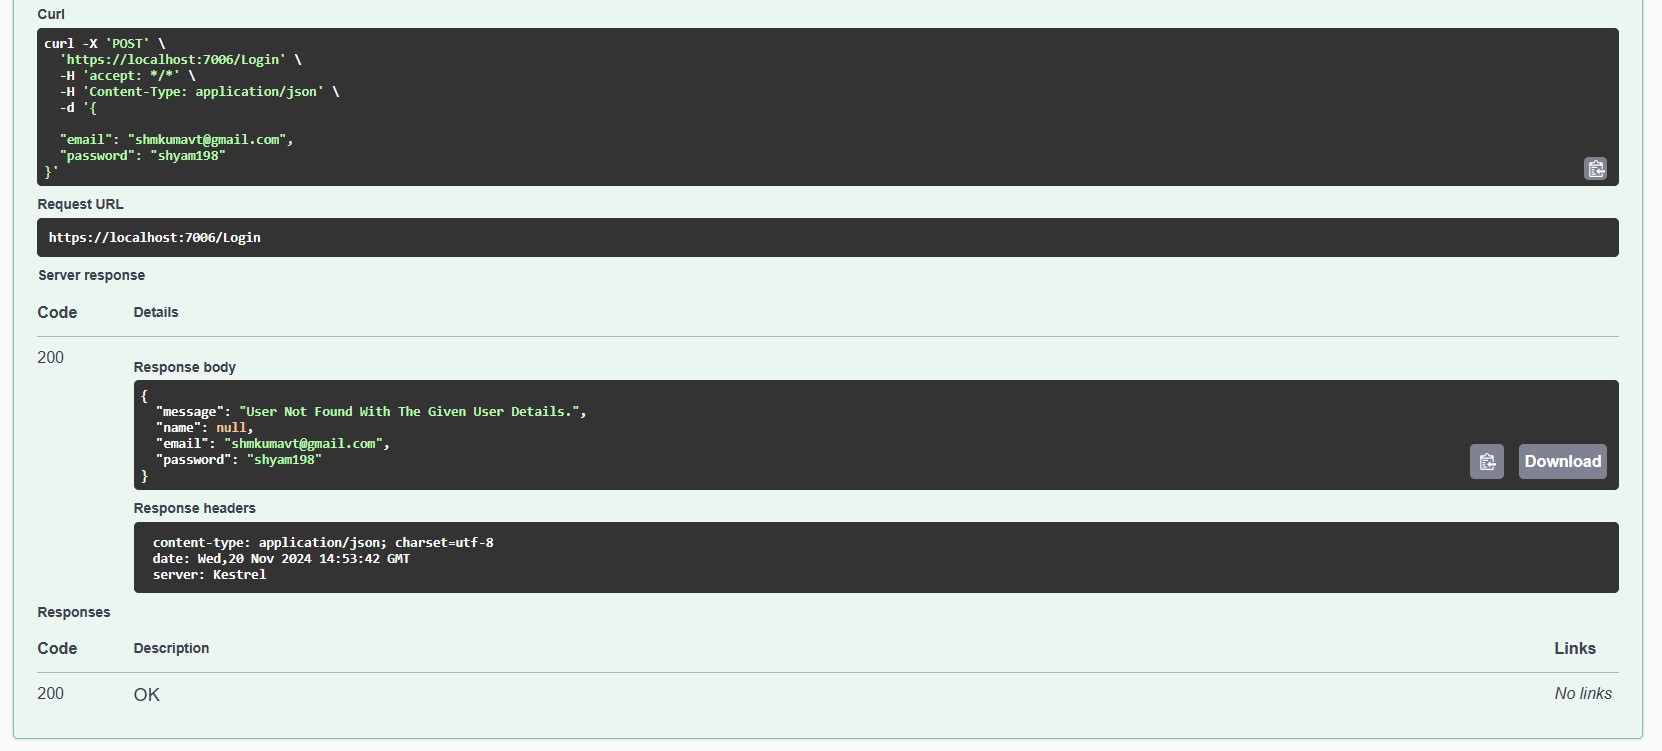 Curl
curl -X 'POST' \
  'https://localhost:7006/Login' \
  -H 'accept: */*' \
  -H 'Content-Type: application/json' \
  -d '{

  "email": "shmkumavt@gmail.com",
  "password": "shyam198"
}'
Request URL
https://localhost:7006/Login
Server response
Code Details
200
Response body
{
  "message": "User Not Found With The Given User Details.",
  "name": null,
  "email": "shmkumavt@gmail.com",
  "password": "shyam198"
}
Download
Response headers
content-type: application/json; charset=utf-8
date: Wed,20 Nov 2024 14:53:42 GMT
server: Kestrel
Responses
Code Description Links
200 OK No links